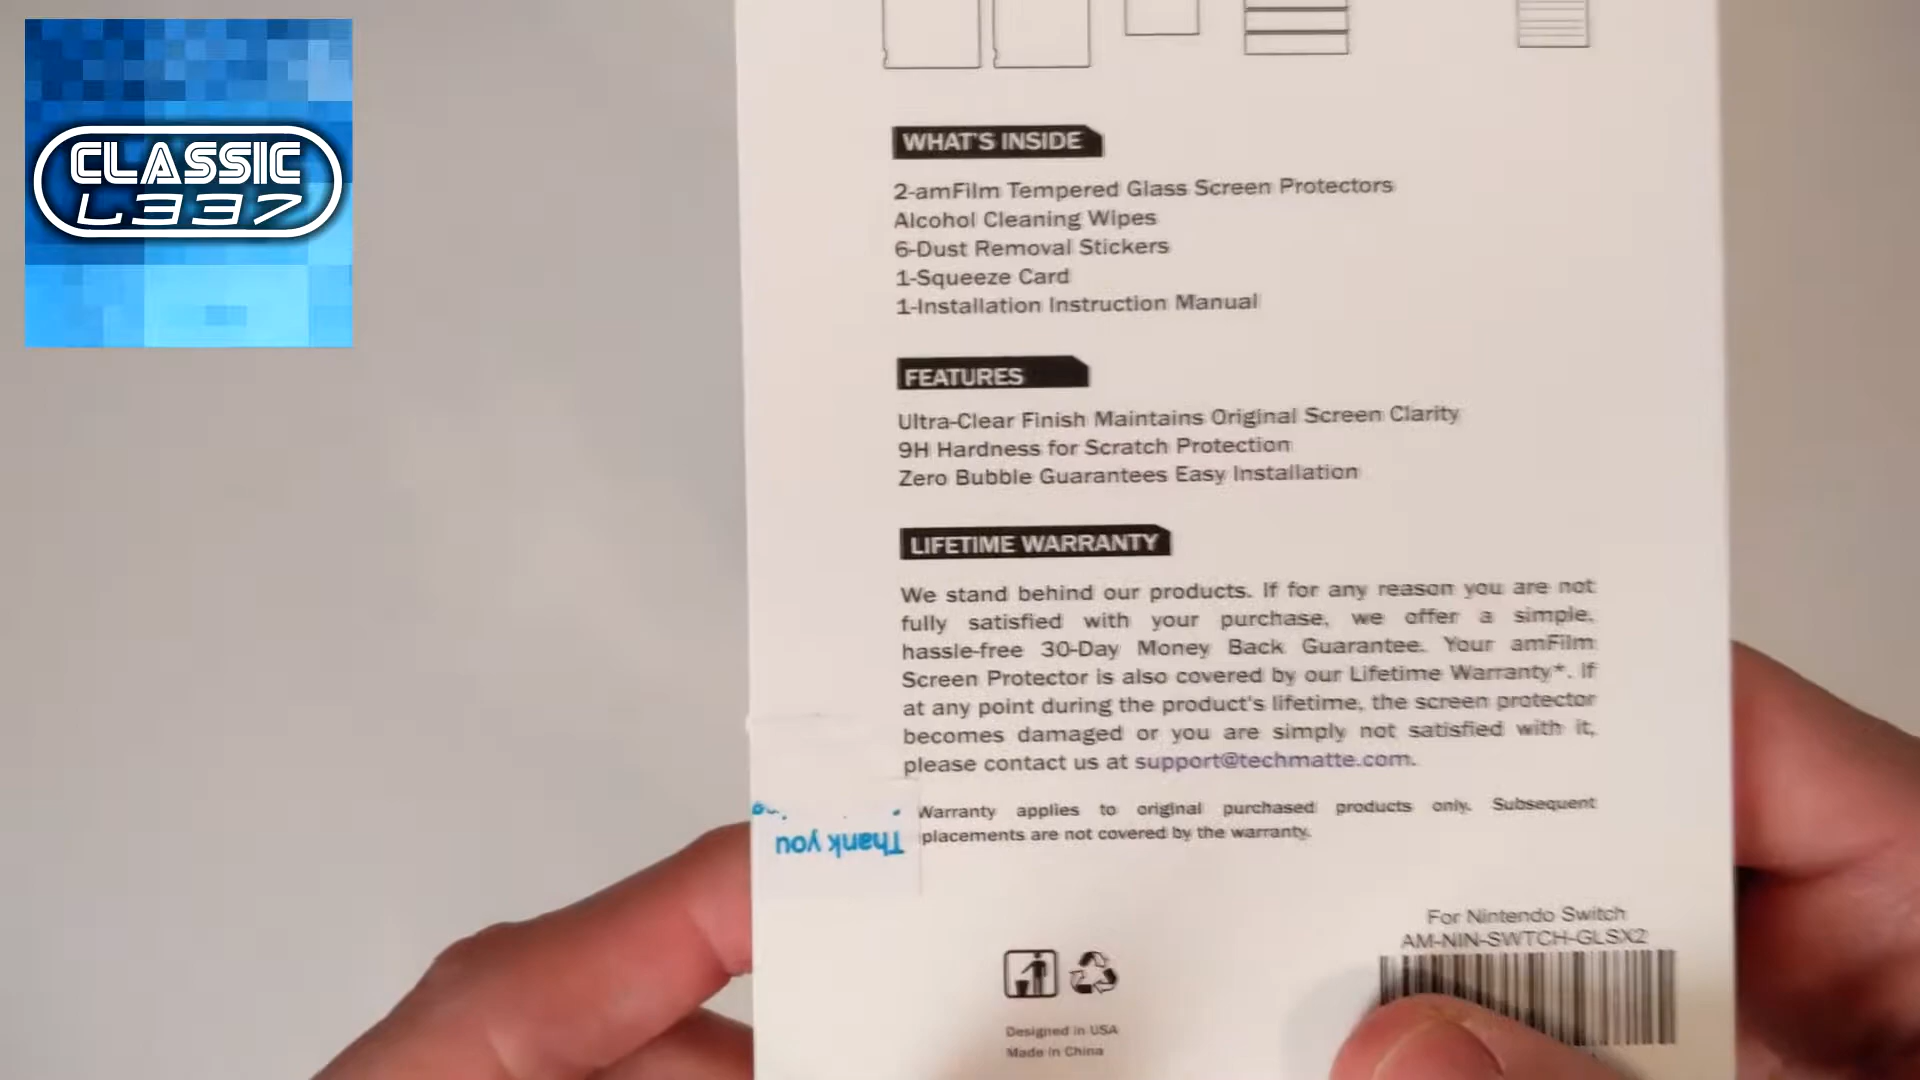 CLASSIC
L337
WHAT'S INSIDE
2-amFilm Tempered Glass Screen Protectors
Alcohol Cleaning Wipes
6-Dust Removal Stickers
1-Squeeze Card
1-Installation Instruction Manual
FEATURES
Ultra-Clear Finish Maintains Original Screen Clarity
9H Hardness for Scratch Protection
Zero Bubble Guarantees Easy Installation
LIFETIME WARRANTY
We stand behind our products. If for any reason you are not
fully satisfied with your purchase, we offer a simple,
hassle-free 30-Day Money Back Guarantee. Your amFilm
Screen Protector is also covered by our Lifetime Warranty*. If
at any point during the product's lifetime, the screen protector
becomes damaged or you are simply not satisfied with it,
please contact us at support@techmatte.com.
Warranty applies to original purchased products only. Subsequent
placements are not covered by the warranty.
Thank you
For Nintendo Switch
AM-NIN-SWTCH-GLSX2
Designed in USA
Made in China